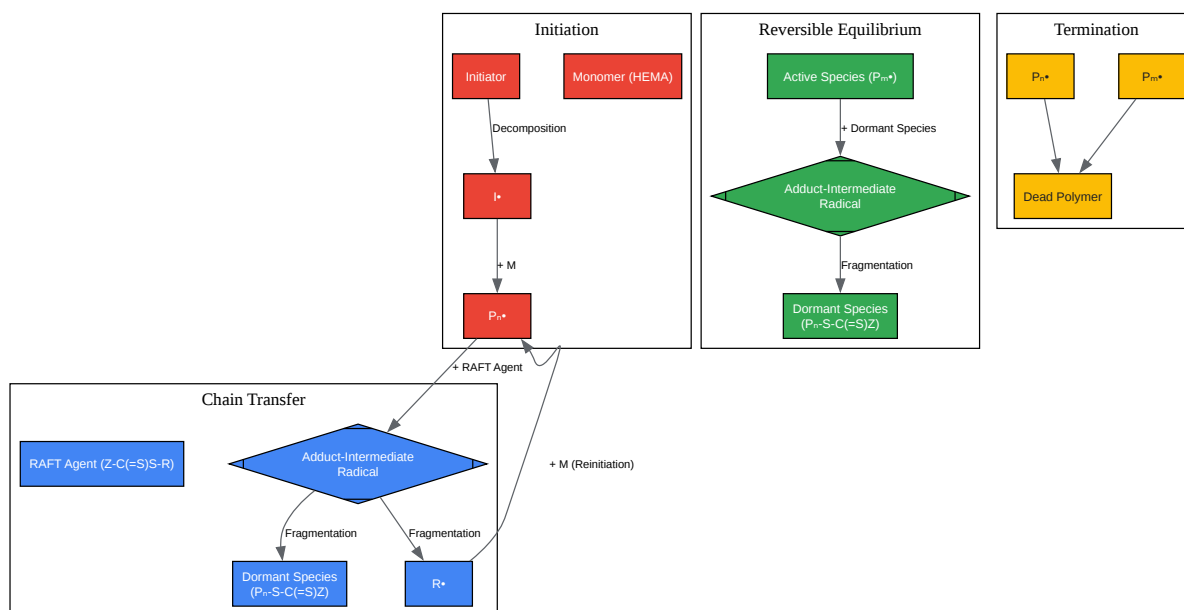 Initiation
Initiator
Monomer (HEMA)
Decomposition
I•
+ M
Pₙ•
Reversible Equilibrium
Active Species (Pₘ•)
+ Dormant Species
Adduct-Intermediate
Radical
Fragmentation
Dormant Species
(Pₙ-S-C(=S)Z)
Termination
Pₙ•
Pₘ•
Dead Polymer
+ RAFT Agent
Chain Transfer
RAFT Agent (Z-C(=S)S-R)
Adduct-Intermediate
Radical
+ M (Reinitiation)
Fragmentation
Fragmentation
Dormant Species
(Pₙ-S-C(=S)Z)
R•